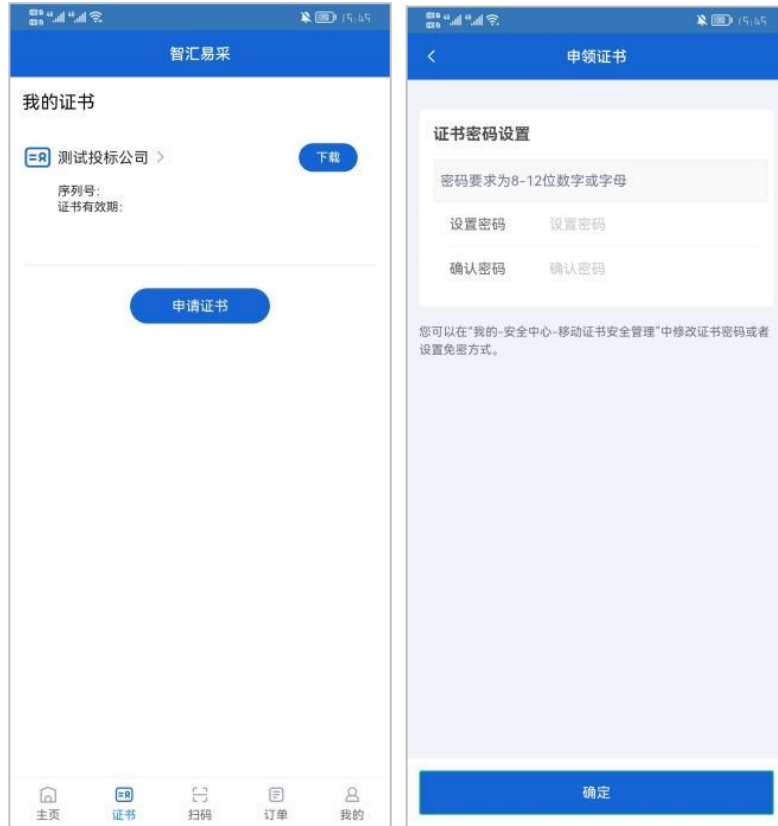 15:45
智汇易采
我的证书
测试投标公司
下载
序列号:
证书有效期:
申请证书
主页
证书
扫码
订单
我的
15:45
申领证书
证书密码设置
密码要求为8-12位数字或字母
设置密码 设置密码
确认密码 确认密码
您可以在“我的-安全中心-移动证书安全管理”中修改证书密码或者
设置免密方式。
确定